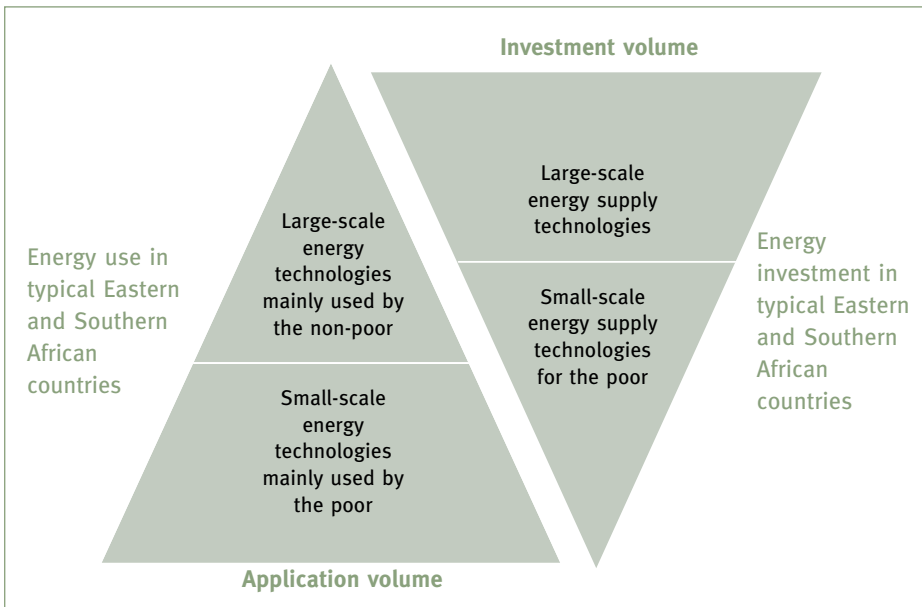 Investment volume
Large-scale
energy supply
technologies
Large-scale
energy
technologies
mainly used by
the non-poor
Energy use in
typical Eastern
and Southern
African
countries
Energy
investment in
typical Eastern
and Southern
African
countries
Small-scale
energy supply
technologies
for the poor
Small-scale
energy
technologies
mainly used by
the poor
Application volume